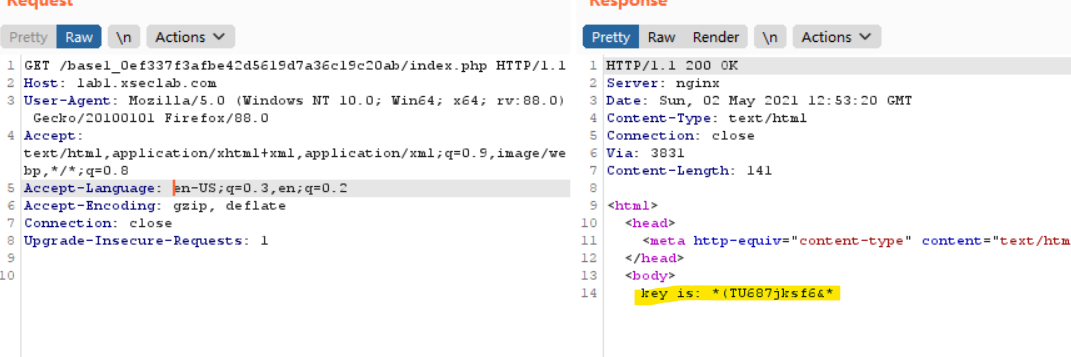 Request
Pretty Raw \n Actions
1 GET /base1_0ef337f3afbe42d5619d7a36c19c20ab/index.php HTTP/1.1
2 Host: lab1.xseclab.com
3 User-Agent: Mozilla/5.0 (Windows NT 10.0; Win64; x64; rv:88.0)
Gecko/20100101 Firefox/88.0
4 Accept:
text/html,application/xhtml+xml,application/xml;q=0.9,image/we
bp,*/*;q=0.8
5 Accept-Language: en-US;q=0.3,en;q=0.2
6 Accept-Encoding: gzip, deflate
7 Connection: close
8 Upgrade-Insecure-Requests: 1
9
10
Response
Pretty Raw Render \n Actions
1 HTTP/1.1 200 OK
2 Server: nginx
3 Date: Sun, 02 May 2021 12:53:20 GMT
4 Content-Type: text/html
5 Connection: close
6 Via: 3831
7 Content-Length: 141
8
9 <html>
10 <head>
11 <meta http-equiv="content-type" content="text/htm
12 </head>
13 <body>
14 key is: *(TU687jksf6&*